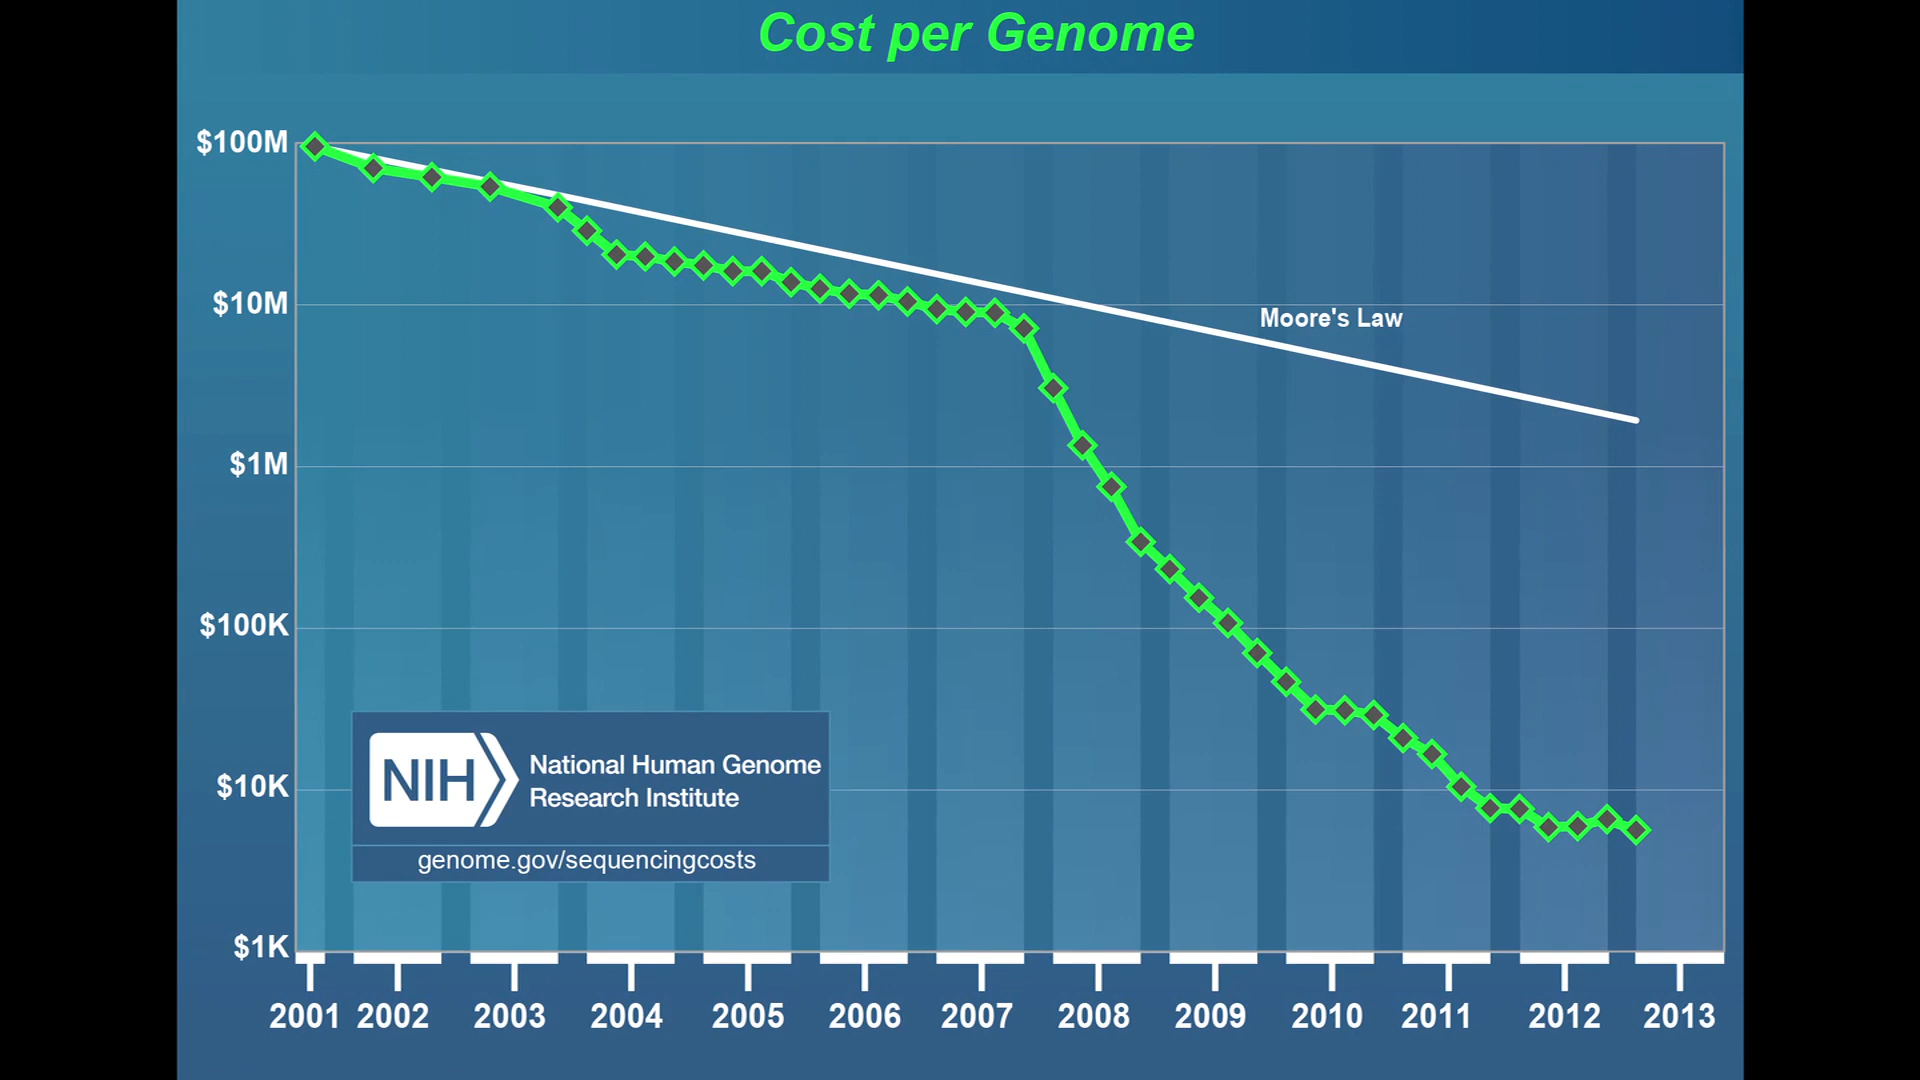 Cost per Genome
$100M
$10M
Moore's Law
$1M
$100K
$10K
$1K
NIH
National Human Genome
Research Institute
genome.gov/sequencingcosts
2001 2002 2003 2004 2005 2006 2007 2008 2009 2010 2011 2012 2013